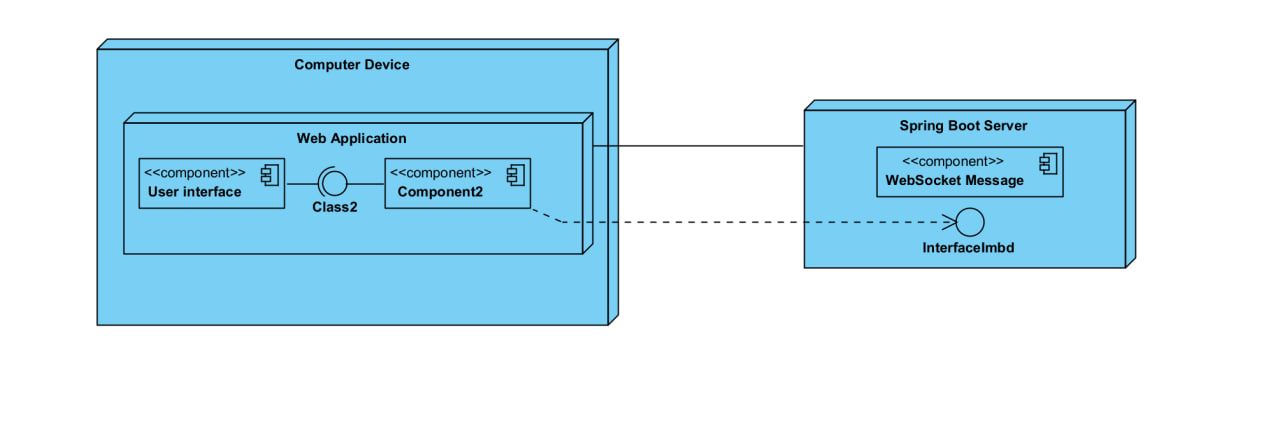 Computer Device
Web Application
<<component>>
User interface
Class2
<<component>>
Component2
Spring Boot Server
<<component>>
WebSocket Message
InterfaceImbd